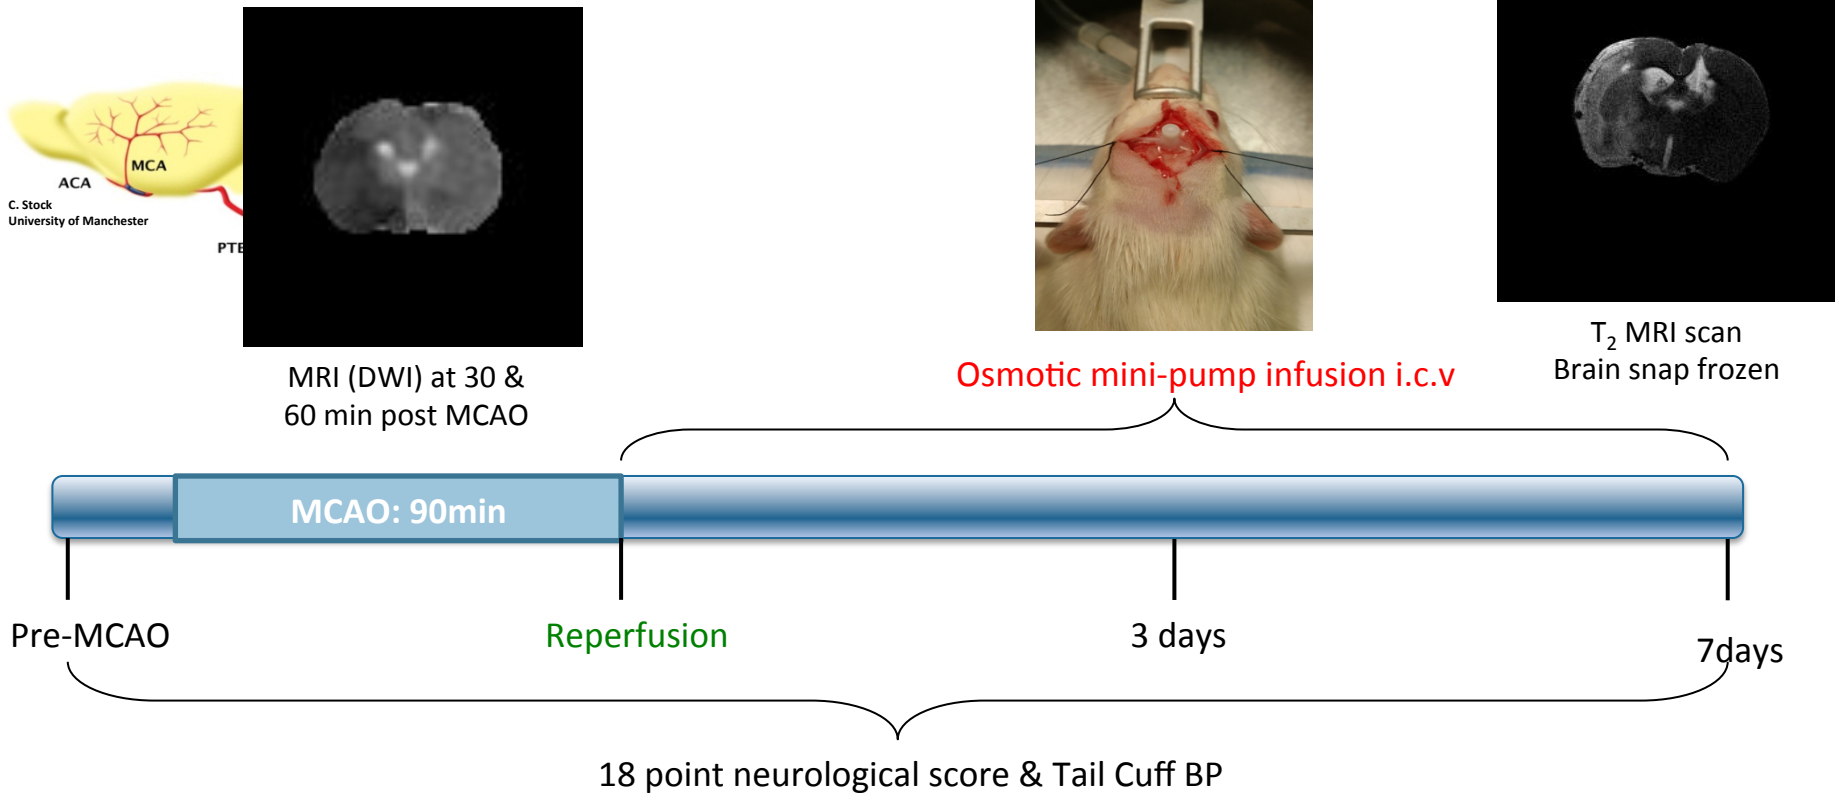 MCA
ACA
C. Stock
University of Manchester
MRI (DWI) at 30 &
60 min post MCAO
Osmotic mini-pump infusion i.c.v
T₂ MRI scan
Brain snap frozen
MCAO: 90min
Pre-MCAO
Reperfusion
3 days
7days
18 point neurological score & Tail Cuff BP